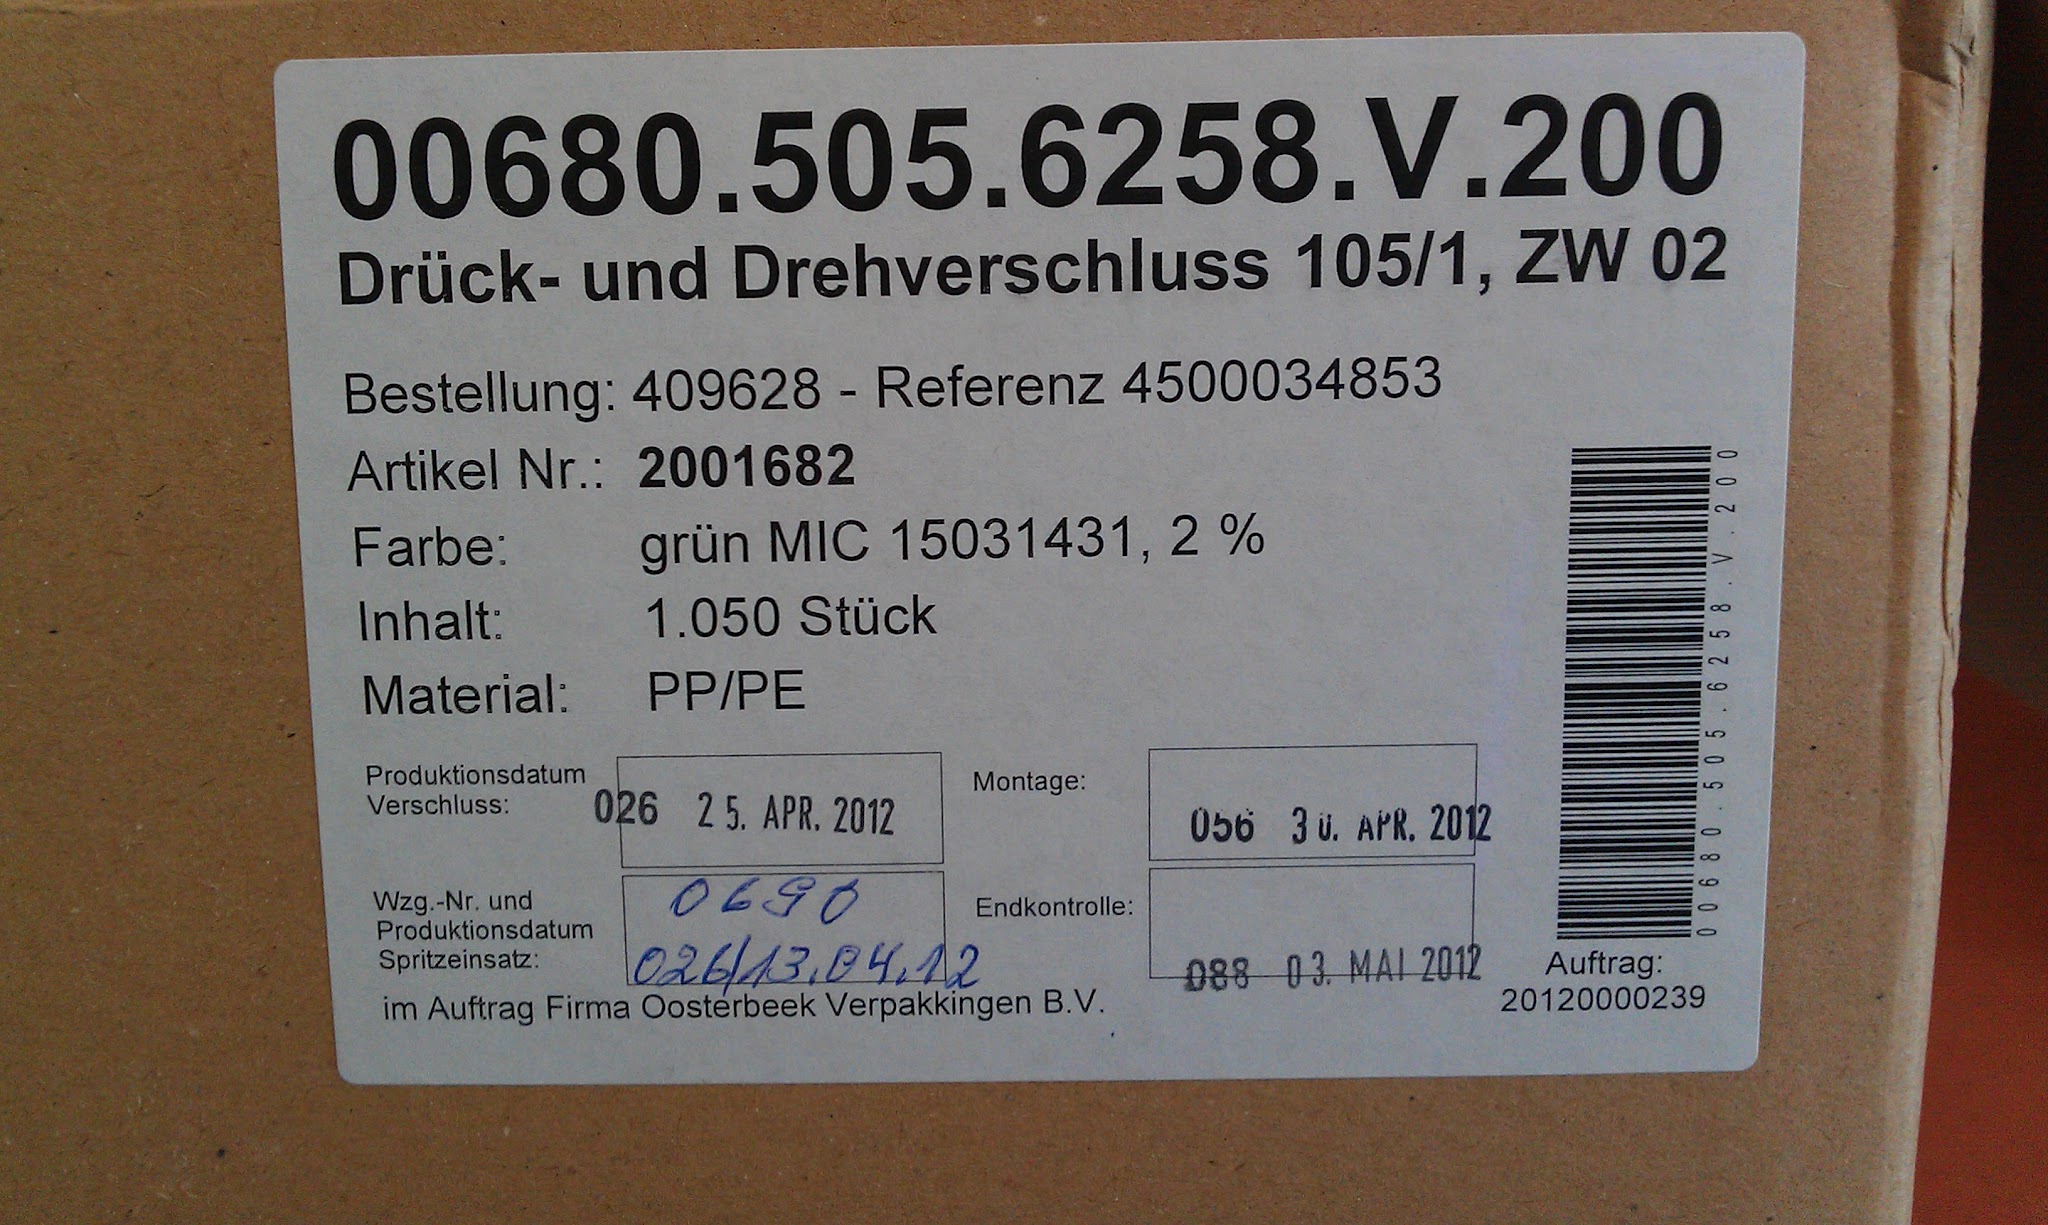 00680.505.6258.V.200
Drück- und Drehverschluss 105/1, ZW 02
Bestellung: 409628 - Referenz 4500034853
Artikel Nr.: 2001682
Farbe: grün MIC 15031431, 2 %
Inhalt: 1.050 Stück
Material: PP/PE
Produktionsdatum
Verschluss:
026 25. APR. 2012
Montage:
056 30. APR. 2012
Wzg.-Nr. und
Produktionsdatum
Spritzeinsatz:
0690
026/13.04.12
Endkontrolle:
088 03. MAI 2012
im Auftrag Firma Oosterbeek Verpakkingen B.V.
00680.505.6258.V.200
Auftrag:
20120000239